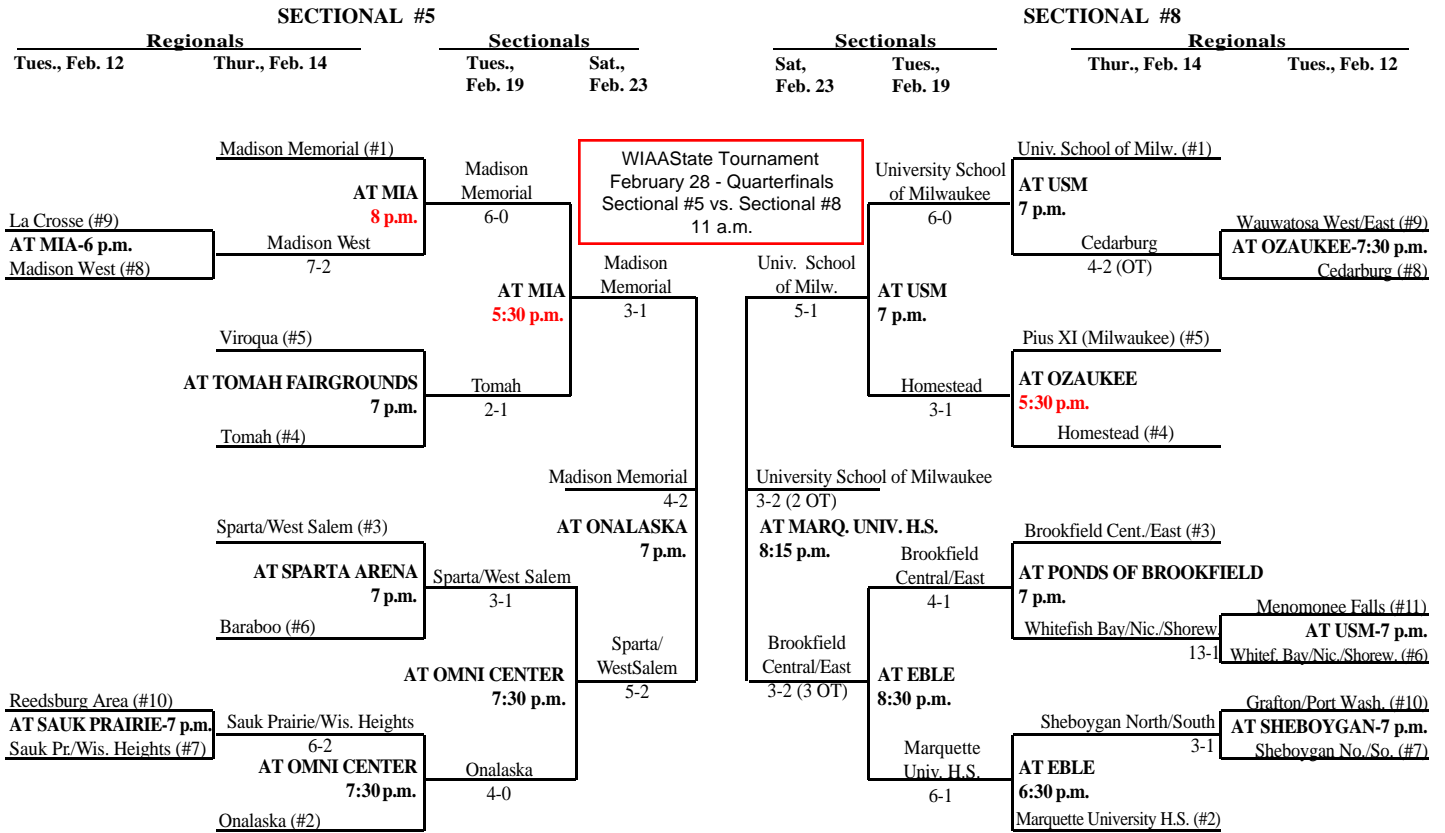 SECTIONAL #5
Regionals
Sectionals
Tues., Feb. 12
Thur., Feb. 14
Tues.,
Feb. 19
Sat.,
Feb. 23
Madison Memorial (#1)
AT MIA
8 p.m.
La Crosse (#9)
AT MIA-6 p.m.
Madison West (#8)
Madison West
7-2
Madison
Memorial
6-0
Viroqua (#5)
AT TOMAH FAIRGROUNDS
7 p.m.
Tomah (#4)
Tomah
2-1
AT MIA
5:30 p.m.
Madison
Memorial
3-1
Madison Memorial
4-2
AT ONALASKA
7 p.m.
Sparta/West Salem (#3)
AT SPARTA ARENA
7 p.m.
Baraboo (#6)
Sparta/West Salem
3-1
AT OMNI CENTER
7:30 p.m.
Sparta/
WestSalem
5-2
Reedsburg Area (#10)
AT SAUK PRAIRIE-7 p.m.
Sauk Pr./Wis. Heights (#7)
Sauk Prairie/Wis. Heights
6-2
AT OMNI CENTER
7:30 p.m.
Onalaska (#2)
Onalaska
4-0
WIAAState Tournament
February 28 - Quarterfinals
Sectional #5 vs. Sectional #8
11 a.m.
SECTIONAL #8
Sectionals
Regionals
Sat,
Feb. 23
Tues.,
Feb. 19
Thur., Feb. 14
Tues., Feb. 12
University School
of Milwaukee
6-0
Univ. School of Milw. (#1)
AT USM
7 p.m.
Cedarburg
4-2 (OT)
Wauwatosa West/East (#9)
AT OZAUKEE-7:30 p.m.
Cedarburg (#8)
Univ. School
of Milw.
5-1
AT USM
7 p.m.
Pius XI (Milwaukee) (#5)
AT OZAUKEE
5:30 p.m.
Homestead (#4)
Homestead
3-1
University School of Milwaukee
3-2 (2 OT)
AT MARQ. UNIV. H.S.
8:15 p.m.
Brookfield Cent./East (#3)
AT PONDS OF BROOKFIELD
7 p.m.
Brookfield
Central/East
4-1
Whitefish Bay/Nic./Shorew.
13-1
Menomonee Falls (#11)
AT USM-7 p.m.
Whitef. Bay/Nic./Shorew. (#6)
Brookfield
Central/East
3-2 (3 OT)
AT EBLE
8:30 p.m.
Sheboygan North/South
3-1
Grafton/Port Wash. (#10)
AT SHEBOYGAN-7 p.m.
Sheboygan No./So. (#7)
Marquette
Univ. H.S.
6-1
AT EBLE
6:30 p.m.
Marquette University H.S. (#2)